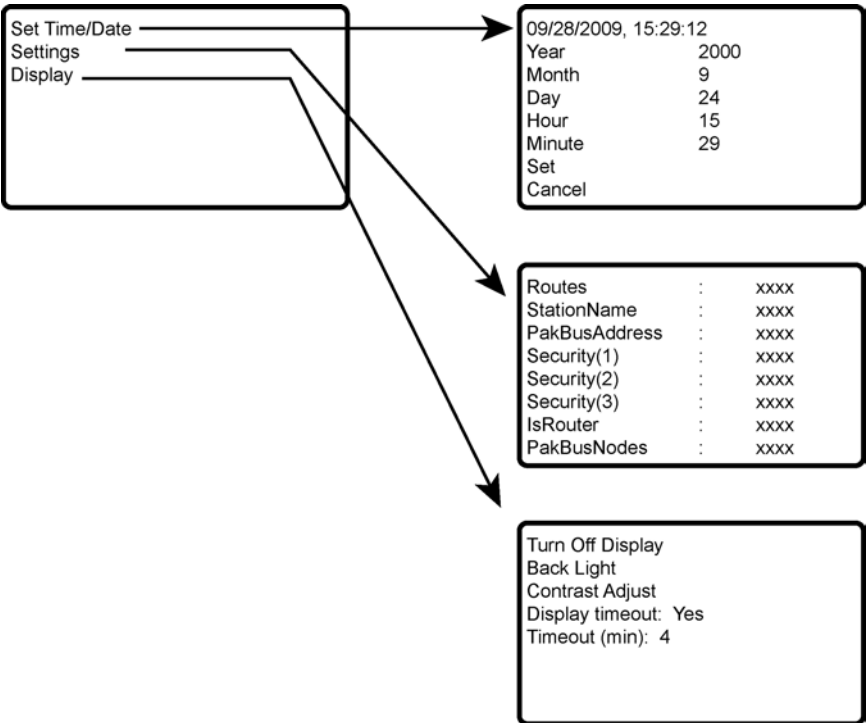 Set Time/Date
Settings
Display
09/28/2009, 15:29:12
Year 2000
Month 9
Day 24
Hour 15
Minute 29
Set
Cancel
Routes : xxxx
StationName : xxxx
PakBusAddress : xxxx
Security(1) : xxxx
Security(2) : xxxx
Security(3) : xxxx
IsRouter : xxxx
PakBusNodes : xxxx
Turn Off Display
Back Light
Contrast Adjust
Display timeout: Yes
Timeout (min): 4